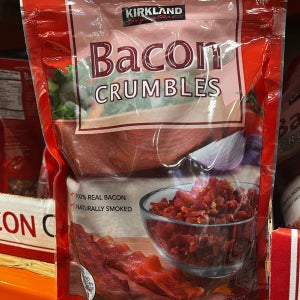 KIRKLAND
Bacon
CRUMBLES
100% REAL BACON
NATURALLY SMOKED
CON C